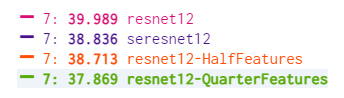 7: 39.989 resnet12
7: 38.836 seresnet12
7: 38.713 resnet12-HalfFeatures
7: 37.869 resnet12-QuarterFeatures